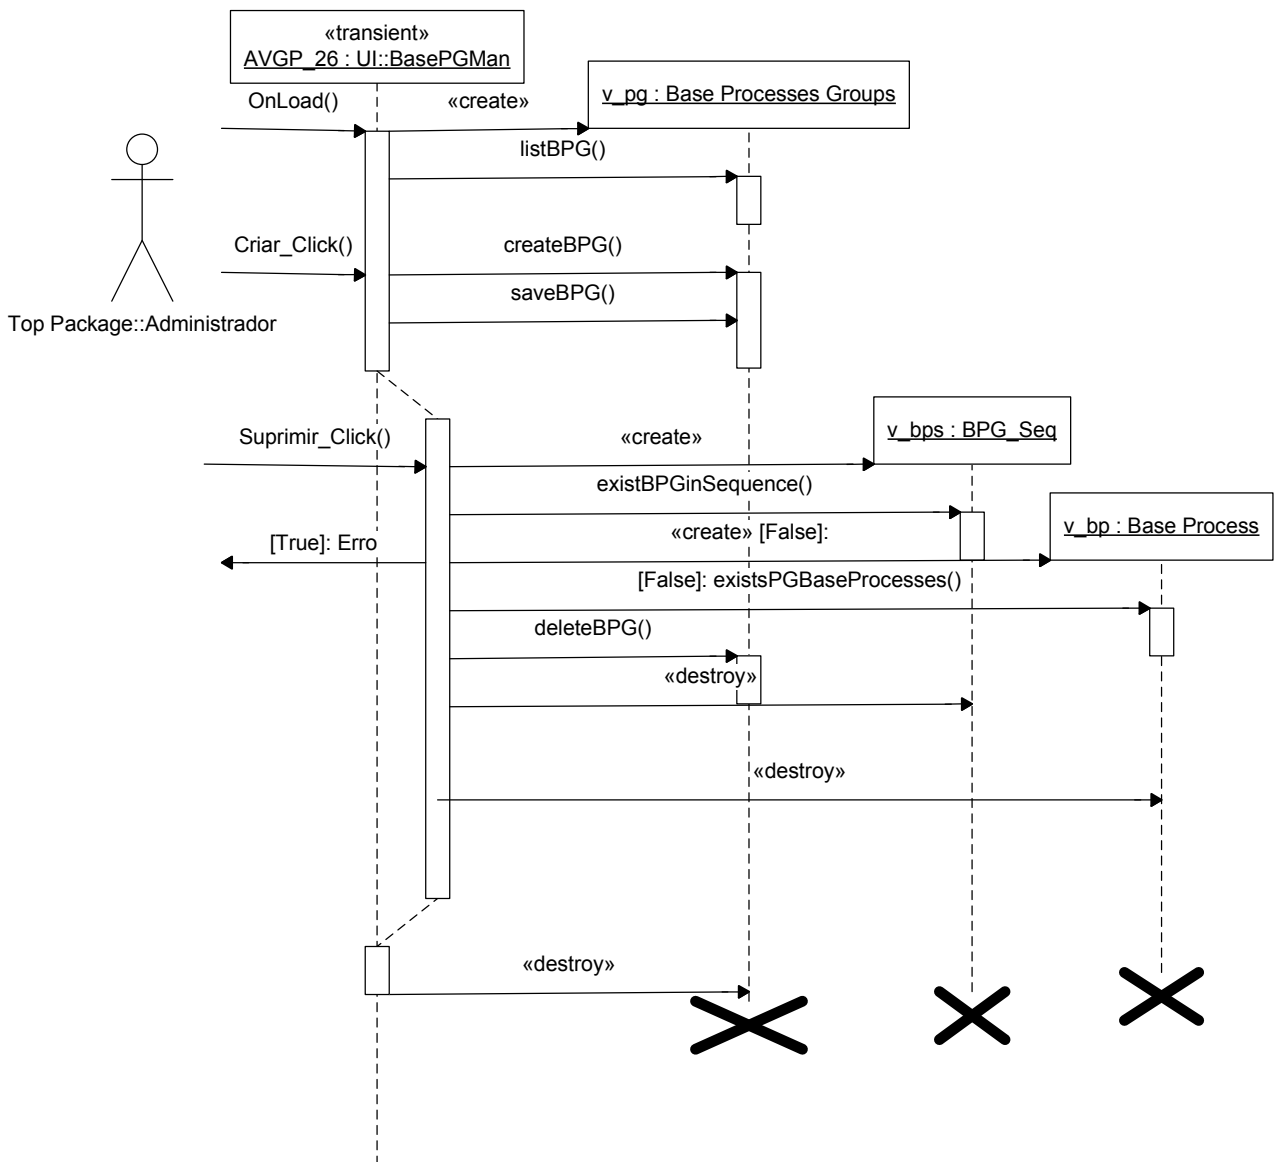 «transient»
AVGP_26 : UI::BasePGMan
v_pg : Base Processes Groups
OnLoad()
«create»
listBPG()
Criar_Click()
createBPG()
saveBPG()
Top Package::Administrador
v_bps : BPG_Seq
Suprimir_Click()
«create»
existBPGinSequence()
v_bp : Base Process
«create» [False]:
[True]: Erro
[False]: existsPGBaseProcesses()
deleteBPG()
«destroy»
«destroy»
«destroy»